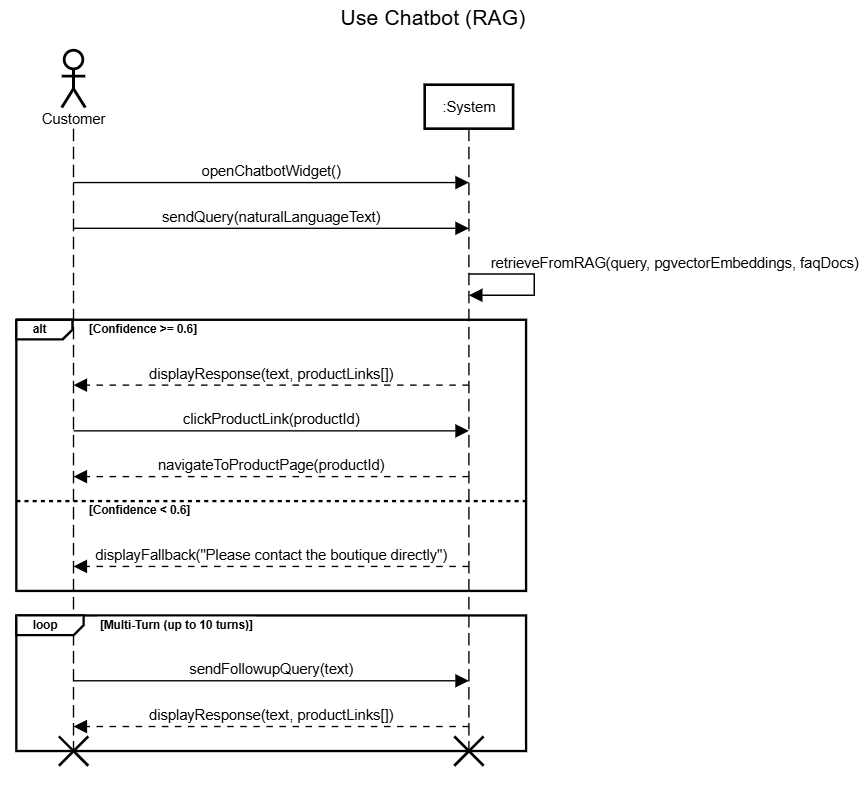 Use Chatbot (RAG)
Customer
:System
openChatbotWidget()
sendQuery(naturalLanguageText)
retrieveFromRAG(query, pgvectorEmbeddings, faqDocs)
alt
[Confidence >= 0.6]
displayResponse(text, productLinks[])
clickProductLink(productId)
navigateToProductPage(productId)
[Confidence < 0.6]
displayFallback("Please contact the boutique directly")
loop
[Multi-Turn (up to 10 turns)]
sendFollowupQuery(text)
displayResponse(text, productLinks[])